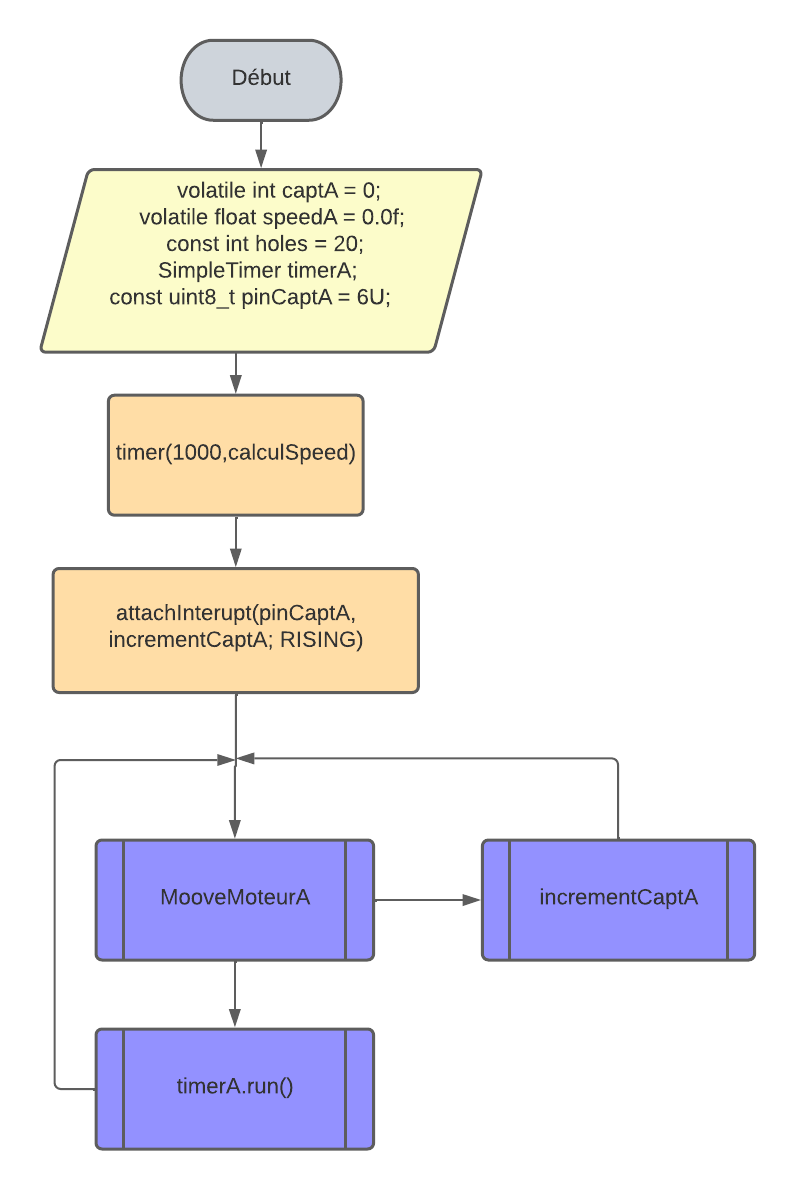 Début
volatile int captA = 0;
volatile float speedA = 0.0f;
const int holes = 20;
SimpleTimer timerA;
const uint8_t pinCaptA = 6U;
timer(1000,calculSpeed)
attachInterupt(pinCaptA,
incrementCaptA; RISING)
MooveMoteurA
incrementCaptA
timerA.run()